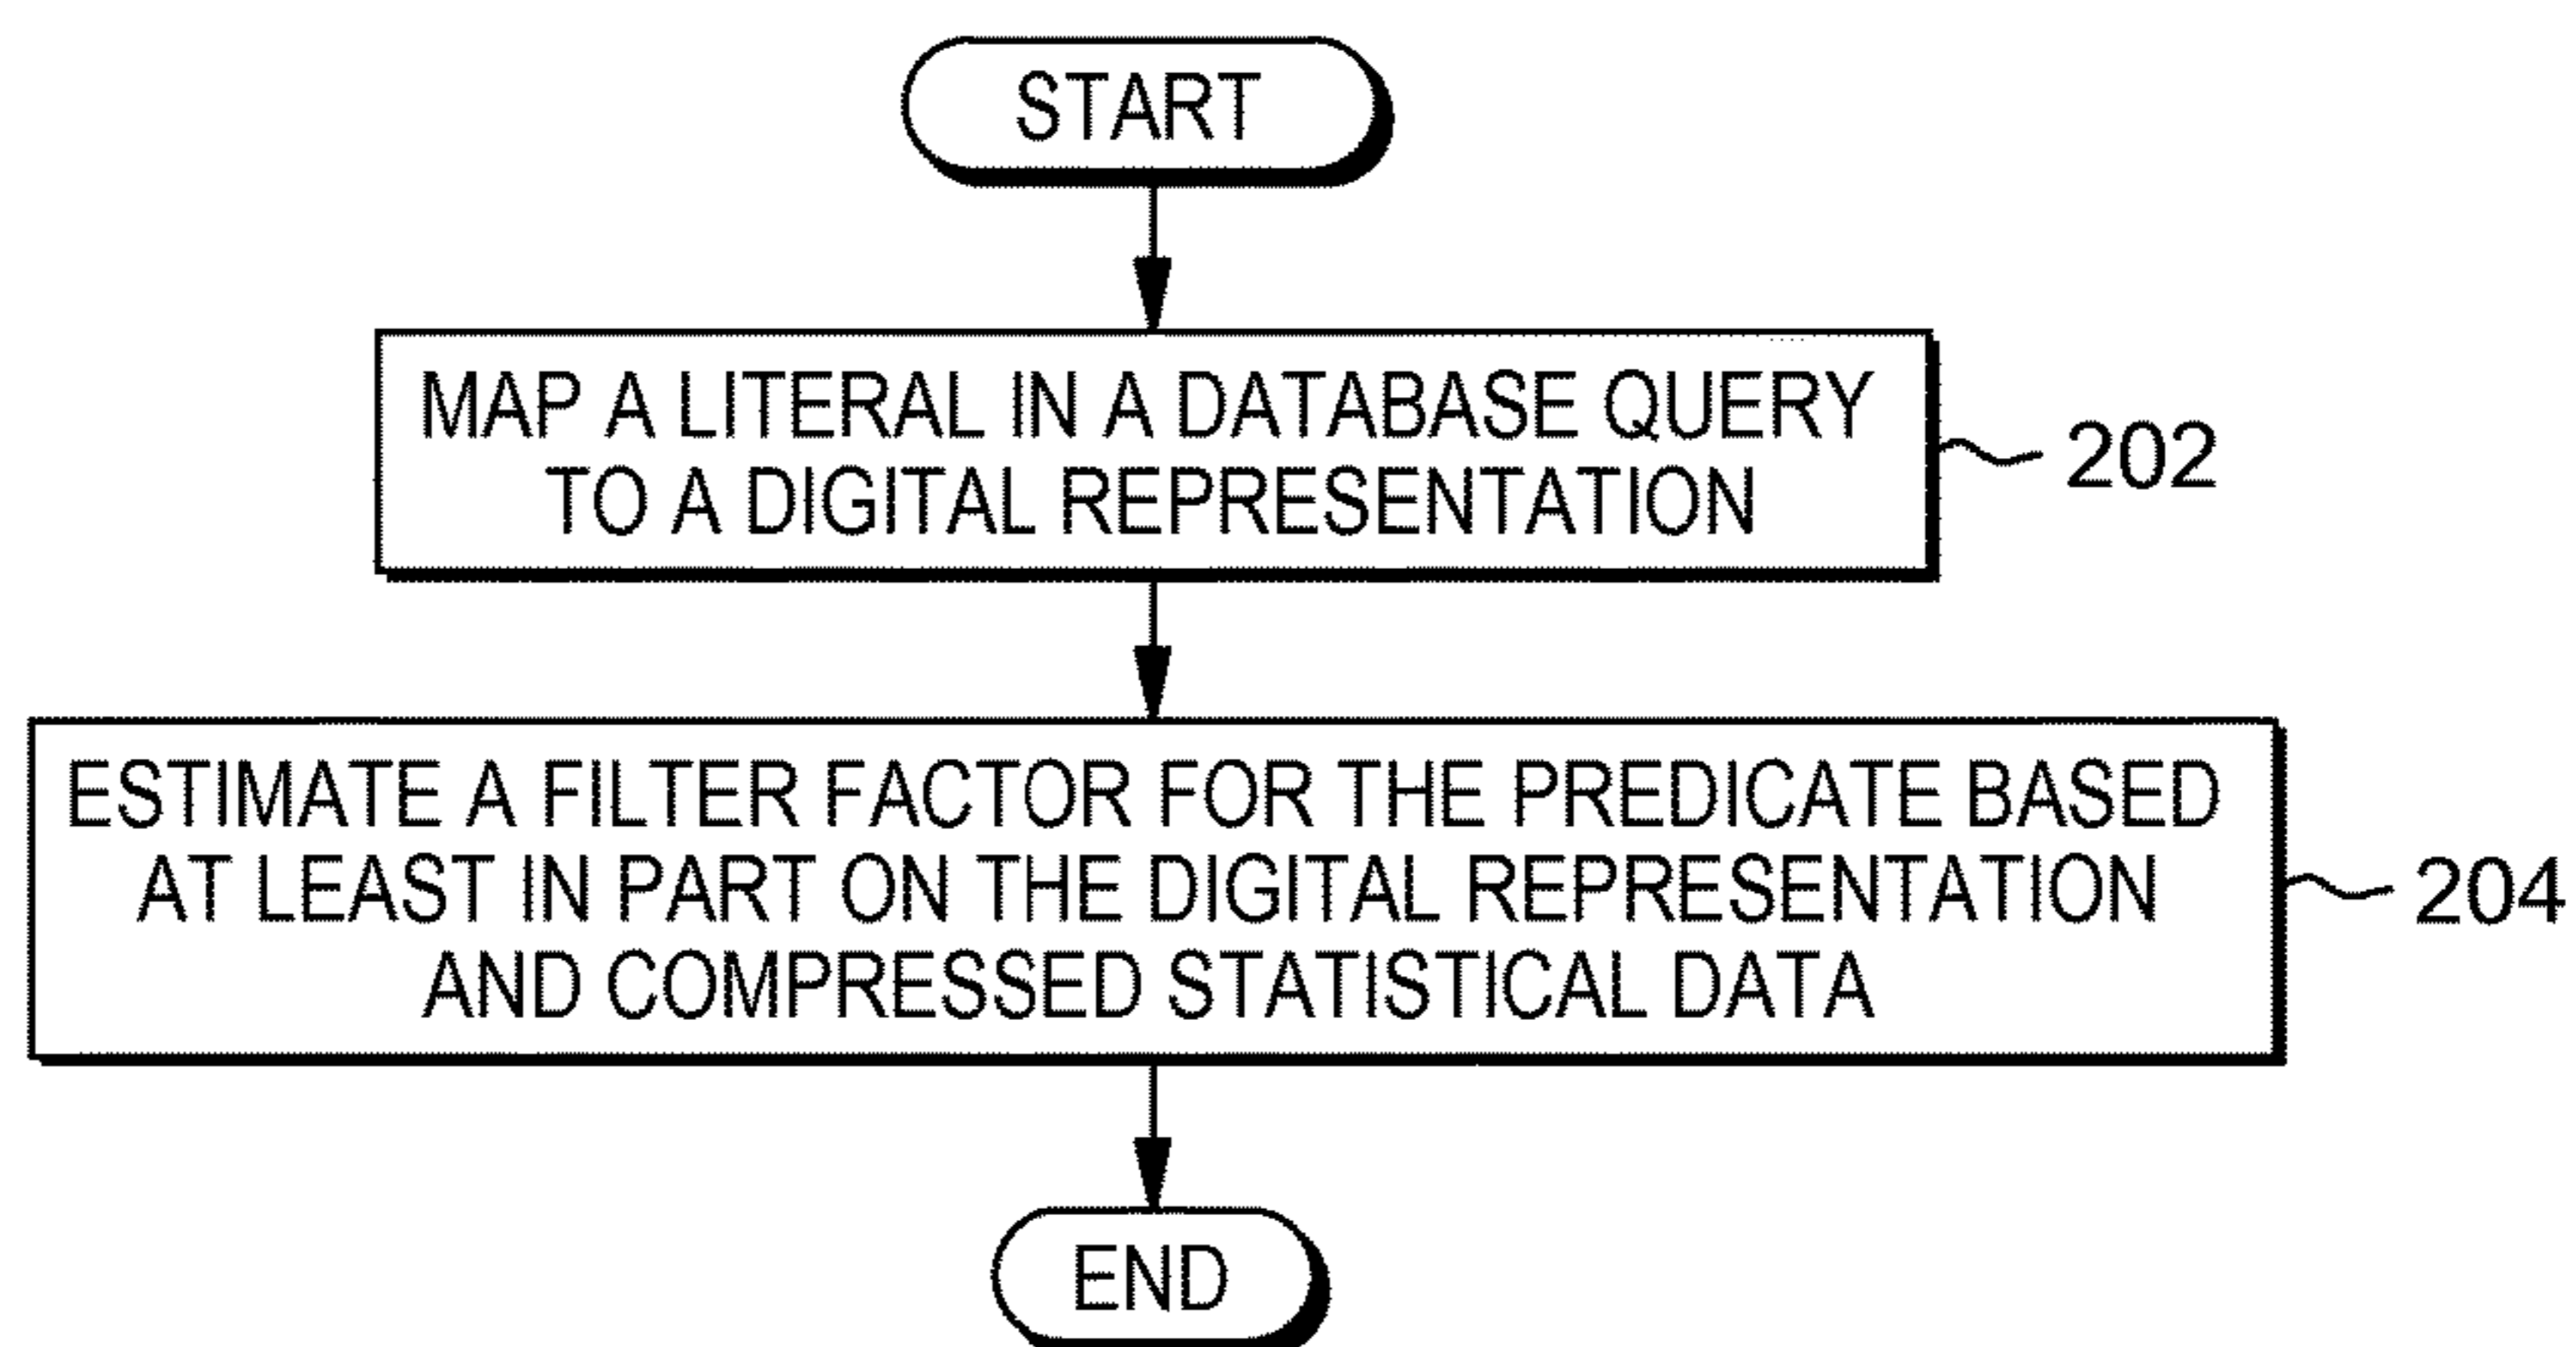 START
MAP A LITERAL IN A DATABASE QUERY
TO A DIGITAL REPRESENTATION
202
ESTIMATE A FILTER FACTOR FOR THE PREDICATE BASED
AT LEAST IN PART ON THE DIGITAL REPRESENTATION
AND COMPRESSED STATISTICAL DATA
204
END